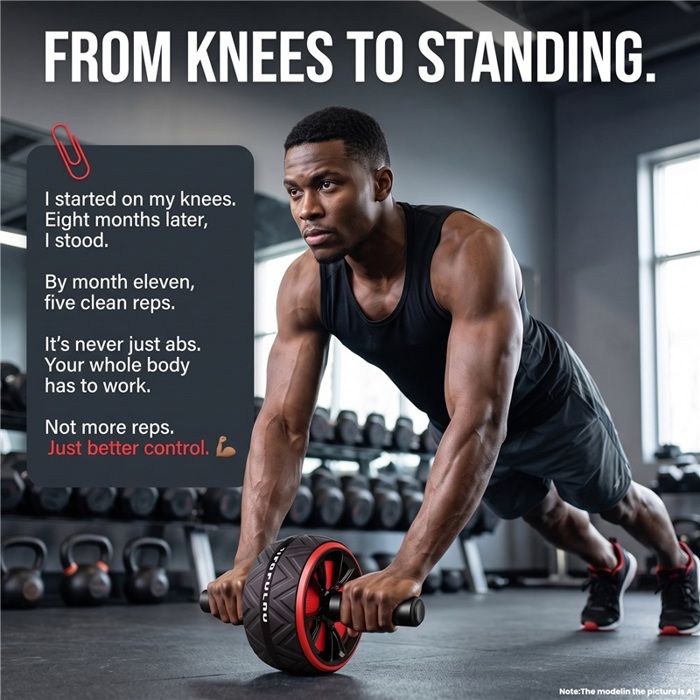 FROM KNEES TO STANDING.
I started on my knees.
Eight months later,
I stood.
By month eleven,
five clean reps.
It's never just abs.
Your whole body
has to work.
Not more reps.
Just better control. 💪🏾
Note:The modelin the picture is AI